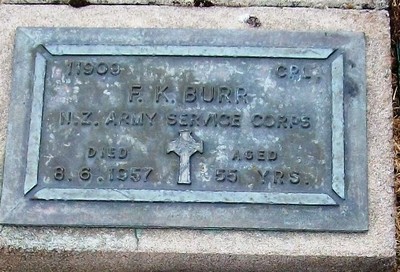 11909 CPL.
F. K. BURR
N.Z. ARMY SERVICE CORPS
DIED AGED
8.6.1957 55 YRS.